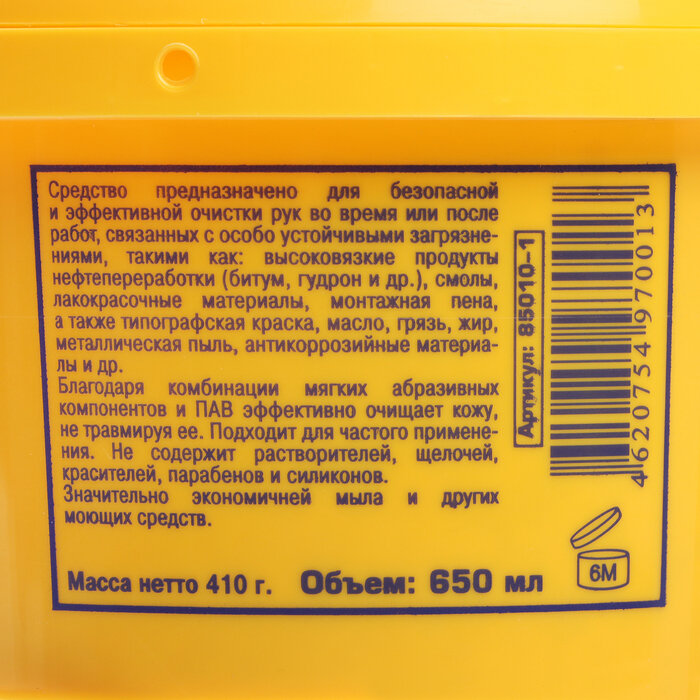 Средство предназначено для безопасной
и эффективной очистки рук во время или после
работ, связанных с особо устойчивыми загрязне-
ниями, такими как: высоковязкие продукты
нефтепереработки (битум, гудрон и др.), смолы,
лакокрасочные материалы, монтажная пена,
а также типографская краска, масло, грязь, жир,
металлическая пыль, антикоррозийные материа-
лы и др.
Благодаря комбинации мягких абразивных
компонентов и ПАВ эффективно очищает кожу,
не травмируя ее. Подходит для частого примене-
ния. Не содержит растворителей, щелочей,
красителей, парабенов и силиконов.
Значительно экономичней мыла и других
моющих средств.
Масса нетто 410 г. Объем: 650 мл
Артикул: 85010-1
4620754970013
6М